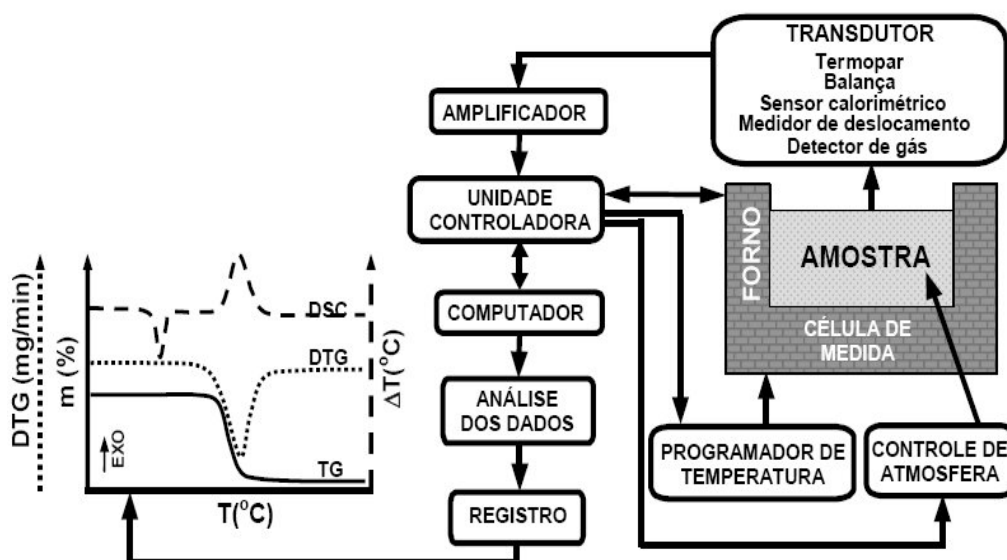 TRANSDUTOR
Termopar
Balança
Sensor calorimétrico
Medidor de deslocamento
Detector de gás
AMPLIFICADOR
UNIDADE
CONTROLADORA
FORNO
AMOSTRA
CÉLULA DE
MEDIDA
COMPUTADOR
ANÁLISE
DOS DADOS
PROGRAMADOR DE
TEMPERATURA
CONTROLE DE
ATMOSFERA
REGISTRO
DTG (mg/min)
m (%)
DSC
DTG
TG
EXO
ΔT(°C)
T(°C)